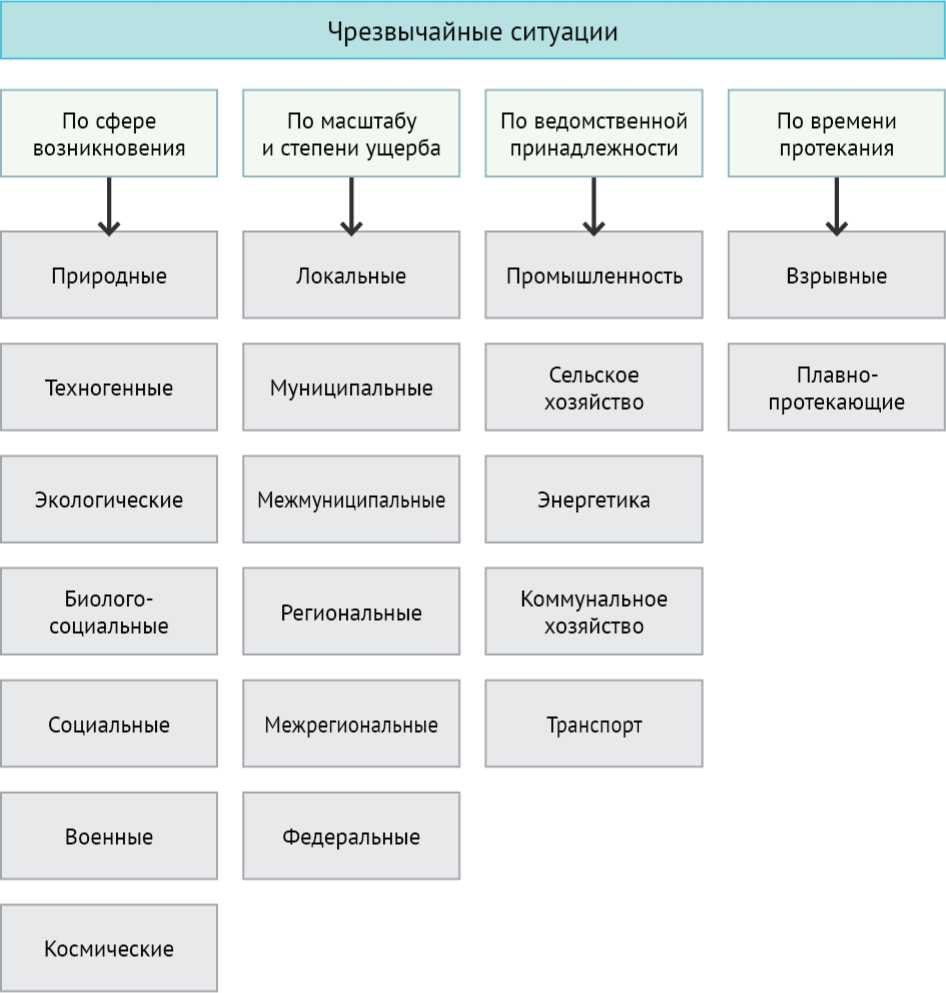 Чрезвычайные ситуации
По сфере
возникновения
По масштабу
и степени ущерба
По ведомственной
принадлежности
По времени
протекания
Природные
Локальные
Промышленность
Взрывные
Техногенные
Муниципальные
Сельское
хозяйство
Плавно-
протекающие
Экологические
Межмуниципальные
Энергетика
Биолого-
социальные
Региональные
Коммунальное
хозяйство
Социальные
Межрегиональные
Транспорт
Военные
Федеральные
Космические